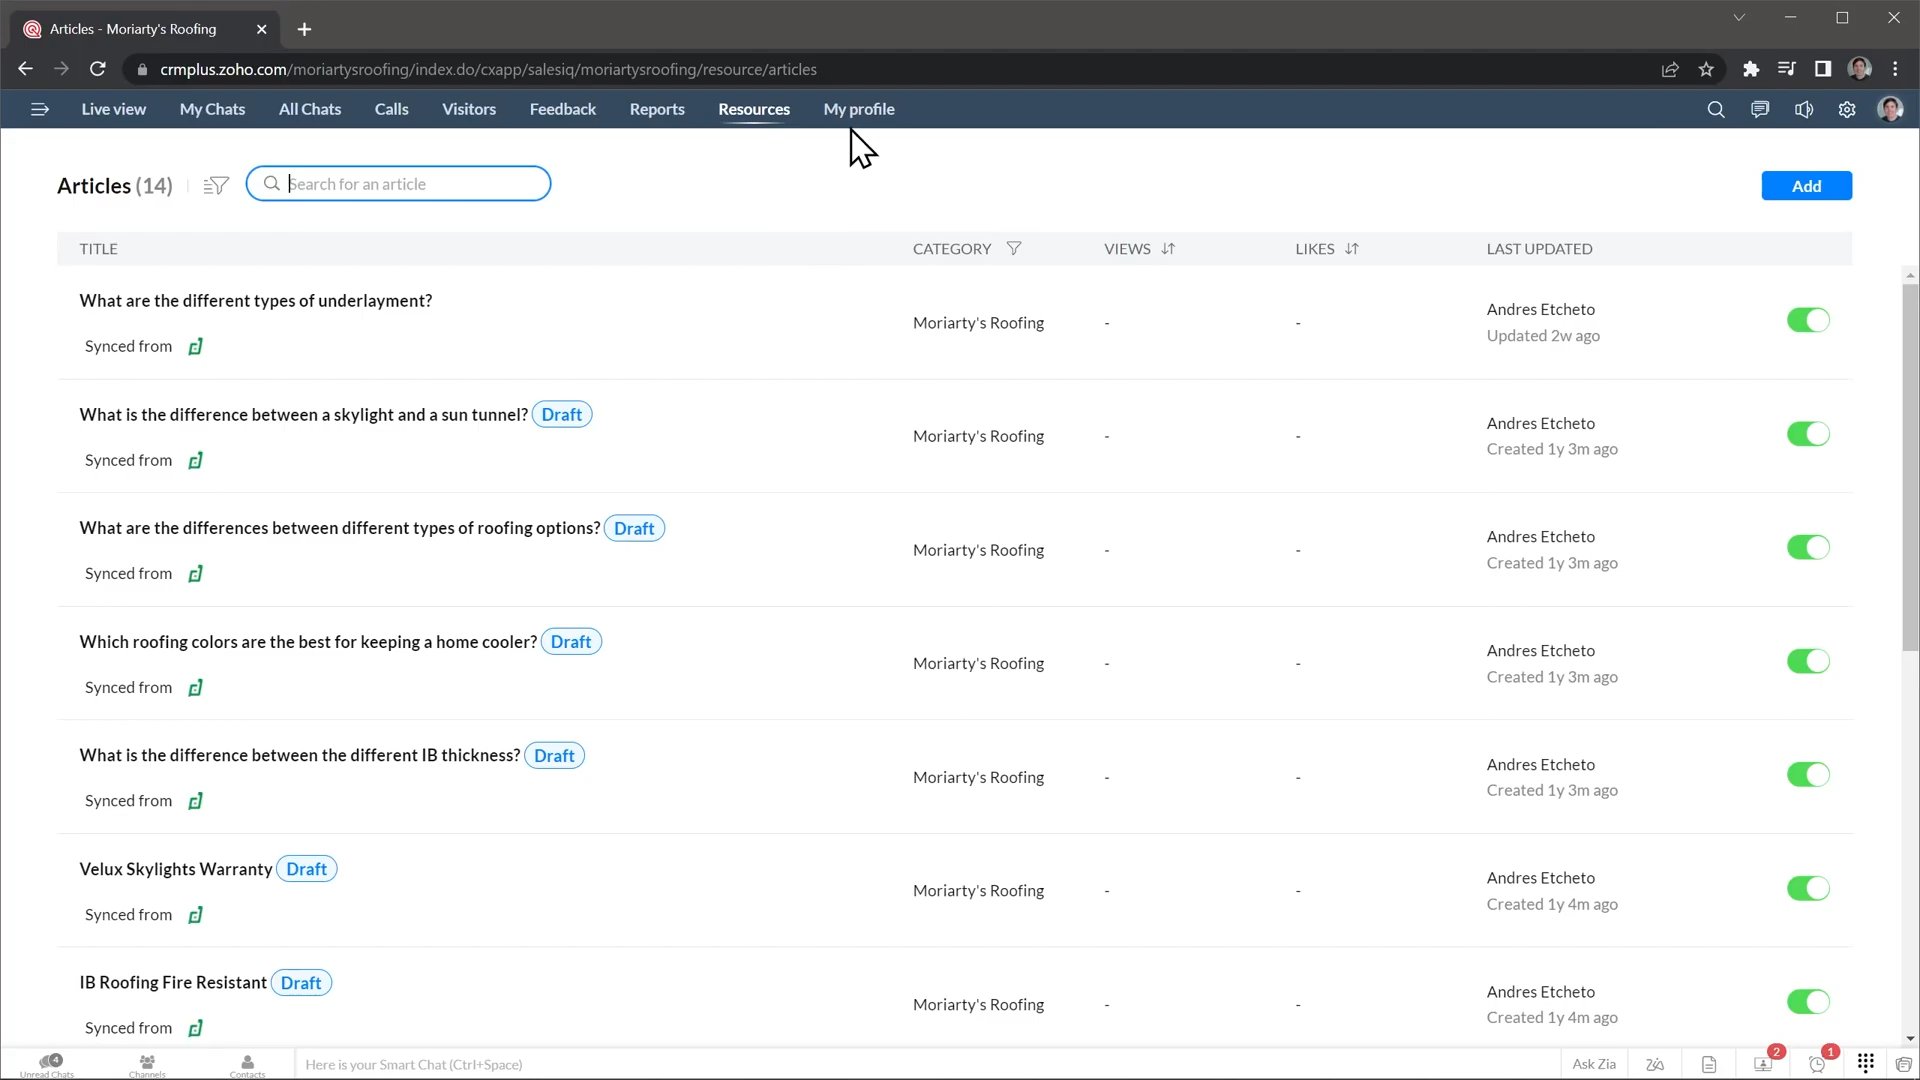 Articles - Moriarty's Roofing
crmplus.zoho.com/moriartysroofing/index.do/cxapp/salesiq/moriartysroofing/resource/articles
Live view My Chats All Chats Calls Visitors Feedback Reports Resources My profile
Articles (14) Search for an article Add
TITLE CATEGORY VIEWS LIKES LAST UPDATED
What are the different types of underlayment?
Synced from
Moriarty's Roofing - -
Andres Etcheto
Updated 2w ago
What is the difference between a skylight and a sun tunnel? Draft
Synced from
Moriarty's Roofing - -
Andres Etcheto
Created 1y 3m ago
What are the differences between different types of roofing options? Draft
Synced from
Moriarty's Roofing - -
Andres Etcheto
Created 1y 3m ago
Which roofing colors are the best for keeping a home cooler? Draft
Synced from
Moriarty's Roofing - -
Andres Etcheto
Created 1y 3m ago
What is the difference between the different IB thickness? Draft
Synced from
Moriarty's Roofing - -
Andres Etcheto
Created 1y 3m ago
Velux Skylights Warranty Draft
Synced from
Moriarty's Roofing - -
Andres Etcheto
Created 1y 4m ago
IB Roofing Fire Resistant Draft
Synced from
Moriarty's Roofing - -
Andres Etcheto
Created 1y 4m ago
4 2 1
Unread Chats Channels Contacts Here is your Smart Chat (Ctrl+Space) Ask Zia